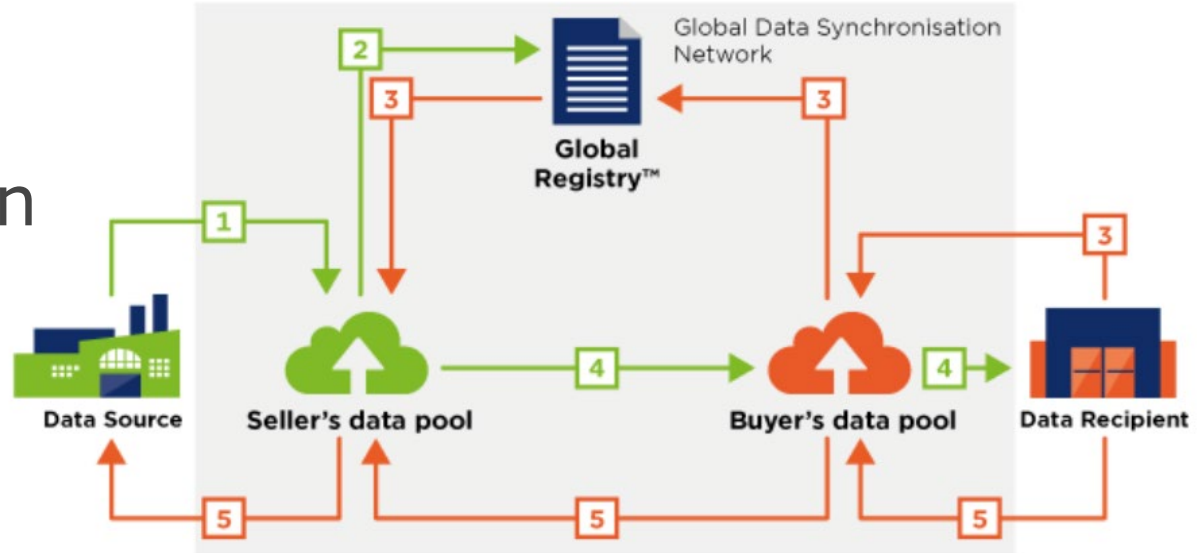 Global Data Synchronisation
Network
2
3
3
Global
Registry™
n
1
3
4
4
Data Source
Seller's data pool
Buyer's data pool
Data Recipient
5
5
5